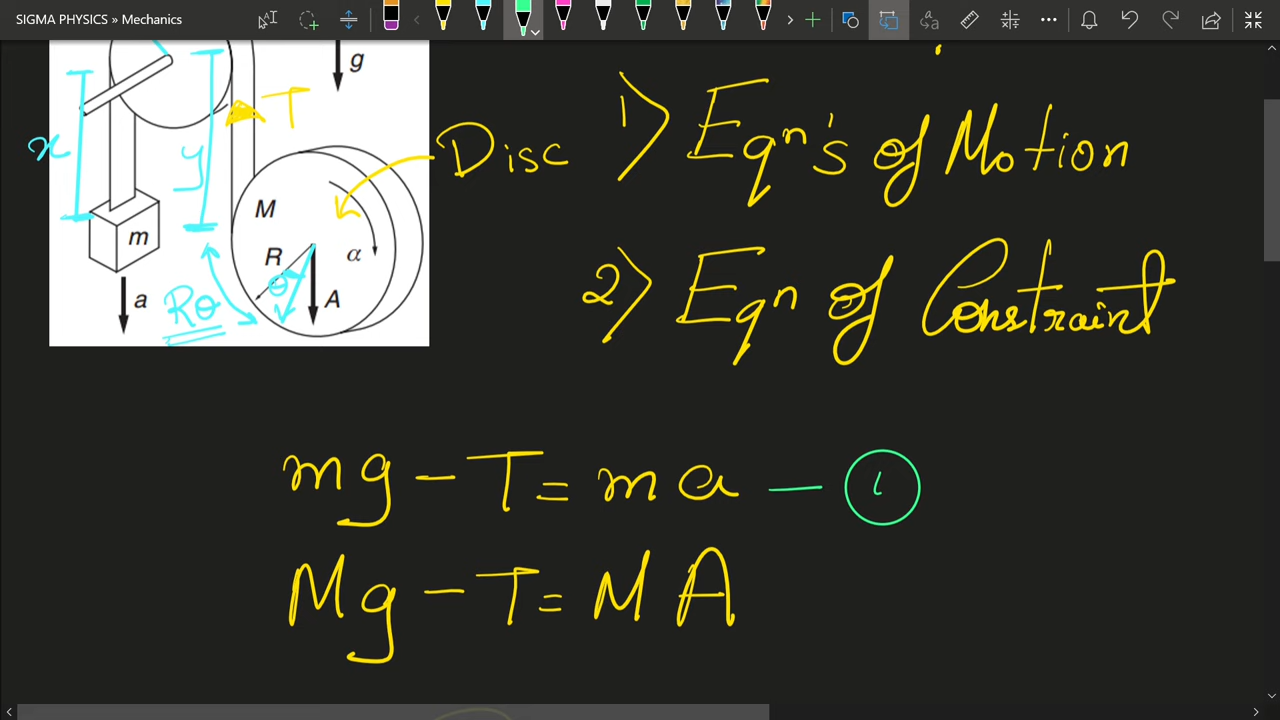 SIGMA PHYSICS » Mechanics
g
T
x
y
Disc
1) Eqⁿ's of Motion
M
m
R
α
θ
2) Eqⁿ of Constraint
a
Rθ
A
mg - T = ma - ①
Mg - T = MA